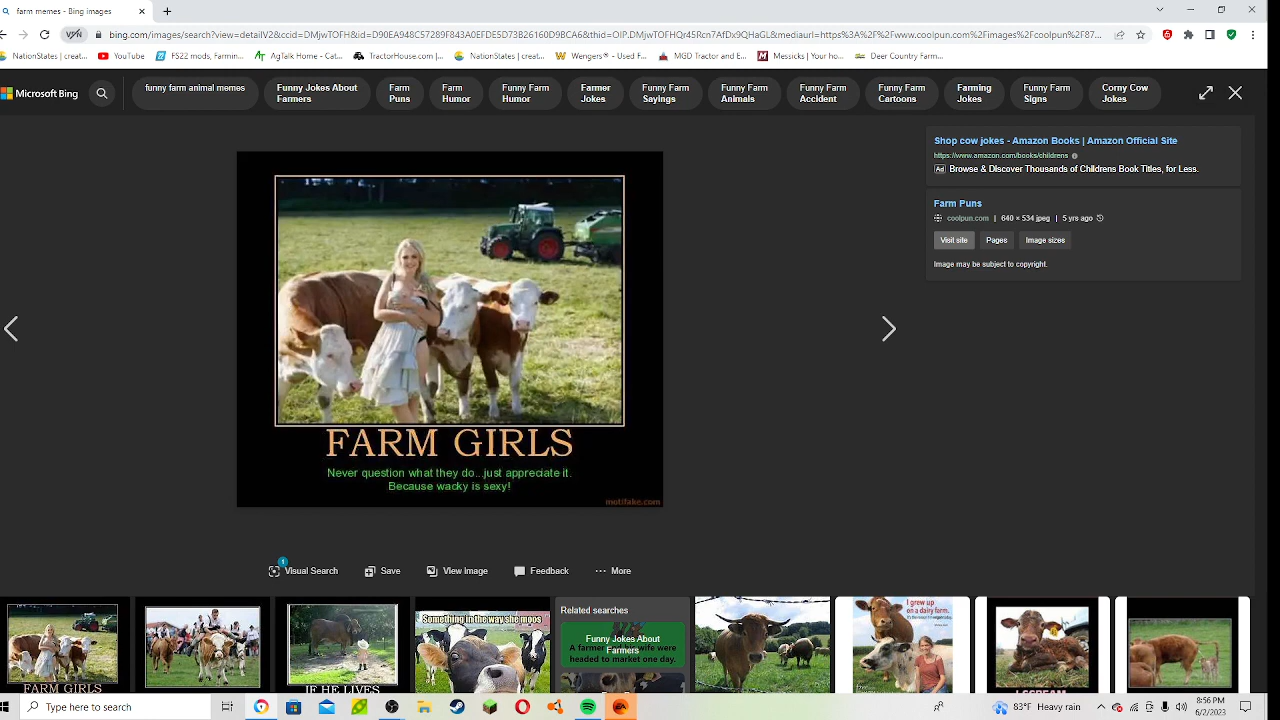 farm memes - Bing images
bing.com/images/search?view=detailV2&ccid=DMjwTOFH&id=D90EA948C57289F843A0EFDE5D73B26160D9BCA6&thid=OIP.DMjwTOFHQr45Rcn7AfDx9QHaGL&mediaurl=https%3A%2F%2Fwww.coolpun.com%2Fimages%2Fcoolpun%2F87...
NationStates | creat... YouTube FS22 mods, Farmin... AgTalk Home - Cat... TractorHouse.com |... NationStates | creat... Wengers® - Used F... MGD Tractor and E... Messicks | Your ho... Deer Country Farm...
Microsoft Bing
funny farm animal memes
Funny Jokes About Farmers
Farm Puns
Farm Humor
Funny Farm Humor
Farmer Jokes
Funny Farm Sayings
Funny Farm Animals
Funny Farm Accident
Funny Farm Cartoons
Farming Jokes
Funny Farm Signs
Corny Cow Jokes
Shop cow jokes - Amazon Books | Amazon Official Site
https://www.amazon.com/books/childrens
Ad Browse & Discover Thousands of Childrens Book Titles, for Less.
Farm Puns
coolpun.com | 640 × 534 jpeg | 5 yrs ago
Visit site Pages Image sizes
Image may be subject to copyright.
FARM GIRLS
Never question what they do...just appreciate it.
Because wacky is sexy!
motifake.com
1
Visual Search Save View Image Feedback ... More
FARM GIRLS
IF HE LIVES
Something in the way she moos
Related searches
Funny Jokes About Farmers
A farmer and his wife were
headed to market one day.
I grew up
on a dairy farm.
I SCREAM
Type here to search
83°F Heavy rain
8:56 PM
6/2/2023